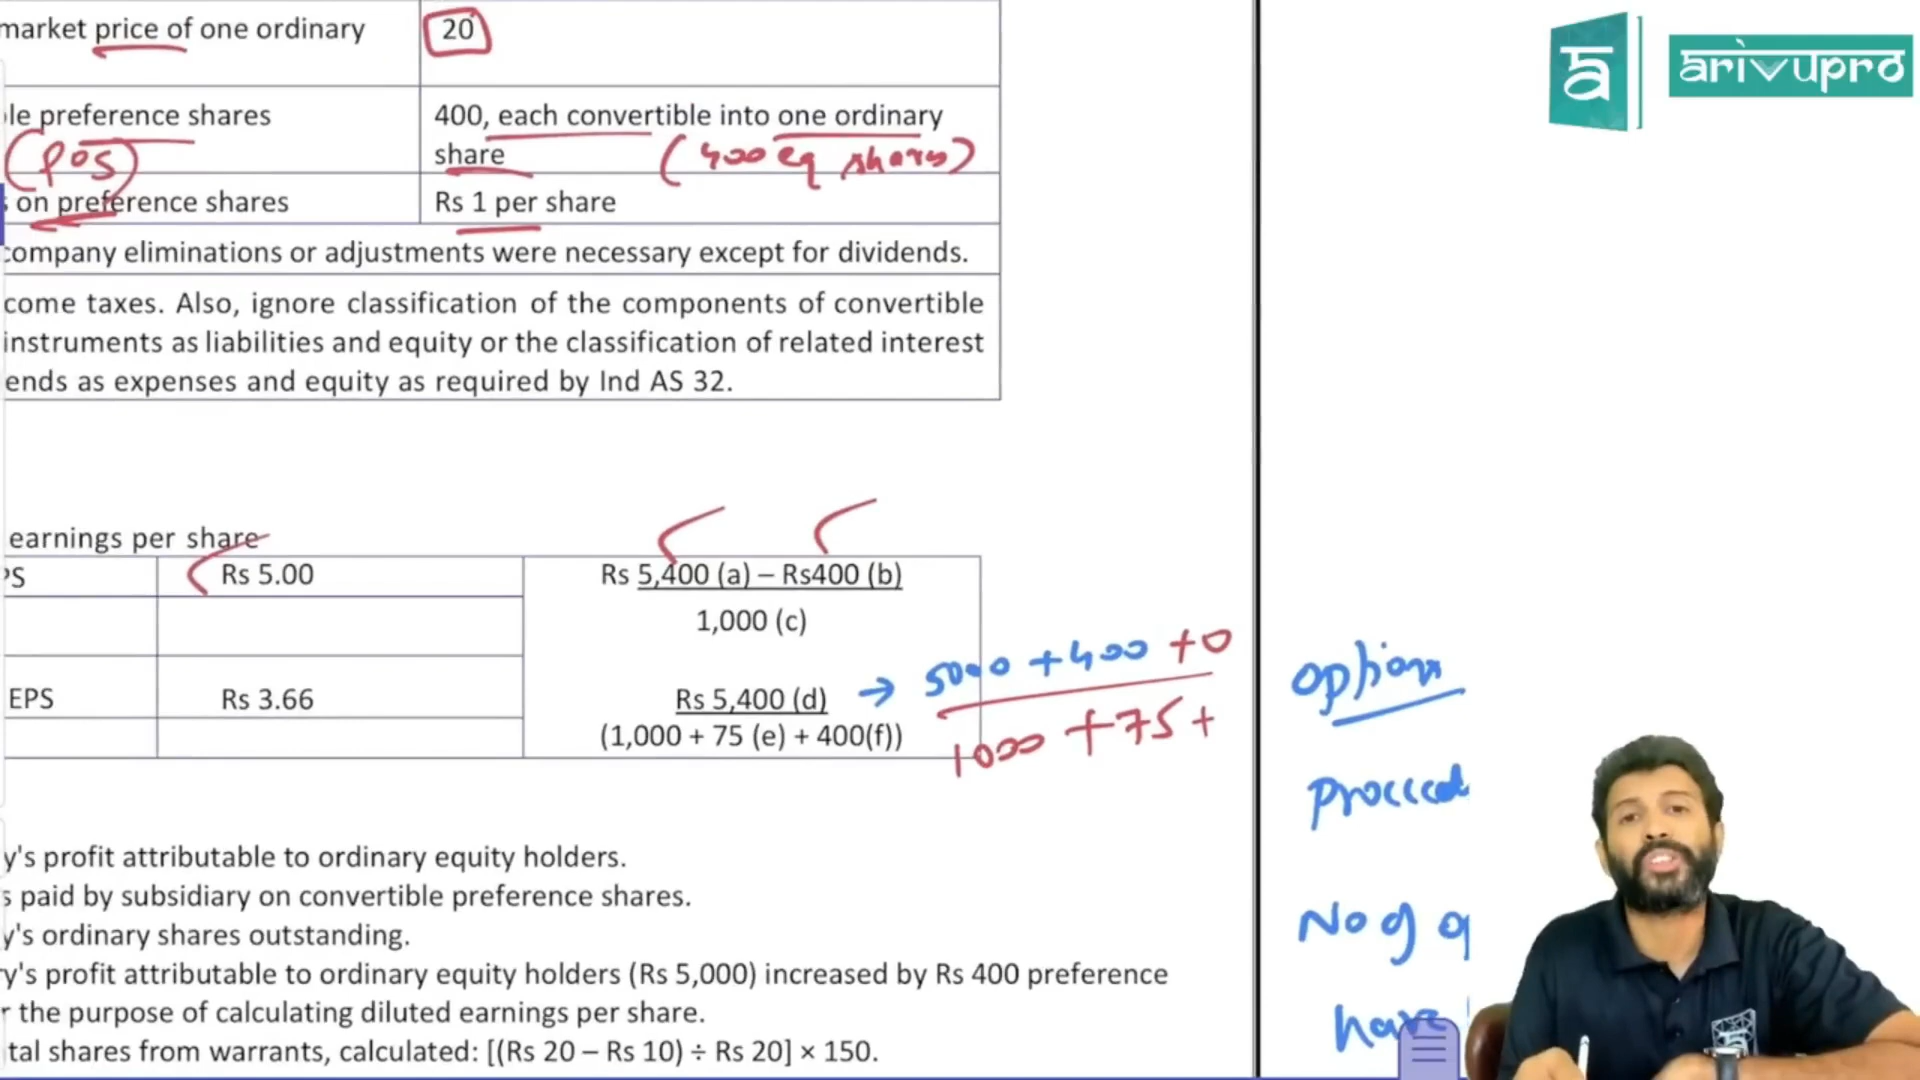 market price of one ordinary
20
le preference shares
400, each convertible into one ordinary
share
(400 eq shares)
(pos)
on preference shares
Rs 1 per share
company eliminations or adjustments were necessary except for dividends.
come taxes. Also, ignore classification of the components of convertible
instruments as liabilities and equity or the classification of related interest
ends as expenses and equity as required by Ind AS 32.
earnings per share
PS
Rs 5.00
Rs 5,400 (a) – Rs400 (b)
1,000 (c)
EPS
Rs 3.66
Rs 5,400 (d)
(1,000 + 75 (e) + 400(f))
→ 5000 + 400 + 0
1000 + 75 +
y's profit attributable to ordinary equity holders.
s paid by subsidiary on convertible preference shares.
y's ordinary shares outstanding.
ry's profit attributable to ordinary equity holders (Rs 5,000) increased by Rs 400 preference
r the purpose of calculating diluted earnings per share.
tal shares from warrants, calculated: [(Rs 20 – Rs 10) ÷ Rs 20] × 150.
No of
have
ā
arivupro